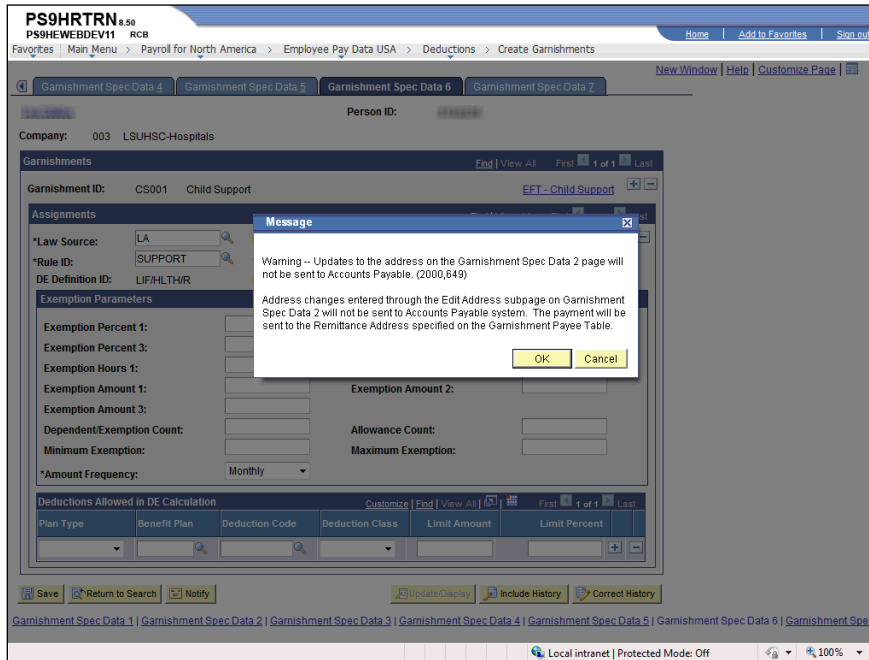 PS9HRTRN 8.50
PS9HEWEBDEV11 RCB
Home | Add to Favorites | Sign out
Favorites Main Menu > Payroll for North America > Employee Pay Data USA > Deductions > Create Garnishments
New Window | Help | Customize Page |
Garnishment Spec Data 4 Garnishment Spec Data 5 Garnishment Spec Data 6 Garnishment Spec Data 7
Person ID:
Company: 003 LSUHSC-Hospitals
Garnishments Find | View All First 1 of 1 Last
Garnishment ID: CS001 Child Support EFT - Child Support
Assignments
*Law Source: LA
*Rule ID: SUPPORT
DE Definition ID: LIF/HLTH/R
Message
Warning -- Updates to the address on the Garnishment Spec Data 2 page will
not be sent to Accounts Payable. (2000,649)
Address changes entered through the Edit Address subpage on Garnishment
Spec Data 2 will not be sent to Accounts Payable system. The payment will be
sent to the Remittance Address specified on the Garnishment Payee Table.
OK Cancel
Exemption Parameters
Exemption Percent 1:
Exemption Percent 3:
Exemption Hours 1:
Exemption Amount 1: Exemption Amount 2:
Exemption Amount 3:
Dependent/Exemption Count: Allowance Count:
Minimum Exemption: Maximum Exemption:
*Amount Frequency: Monthly
Deductions Allowed in DE Calculation Customize | Find | View All | First 1 of 1 Last
Plan Type Benefit Plan Deduction Code Deduction Class Limit Amount Limit Percent
Save Return to Search Notify Update/Display Include History Correct History
Garnishment Spec Data 1 | Garnishment Spec Data 2 | Garnishment Spec Data 3 | Garnishment Spec Data 4 | Garnishment Spec Data 5 | Garnishment Spec Data 6 | Garnishment Spe
Local intranet | Protected Mode: Off 100%